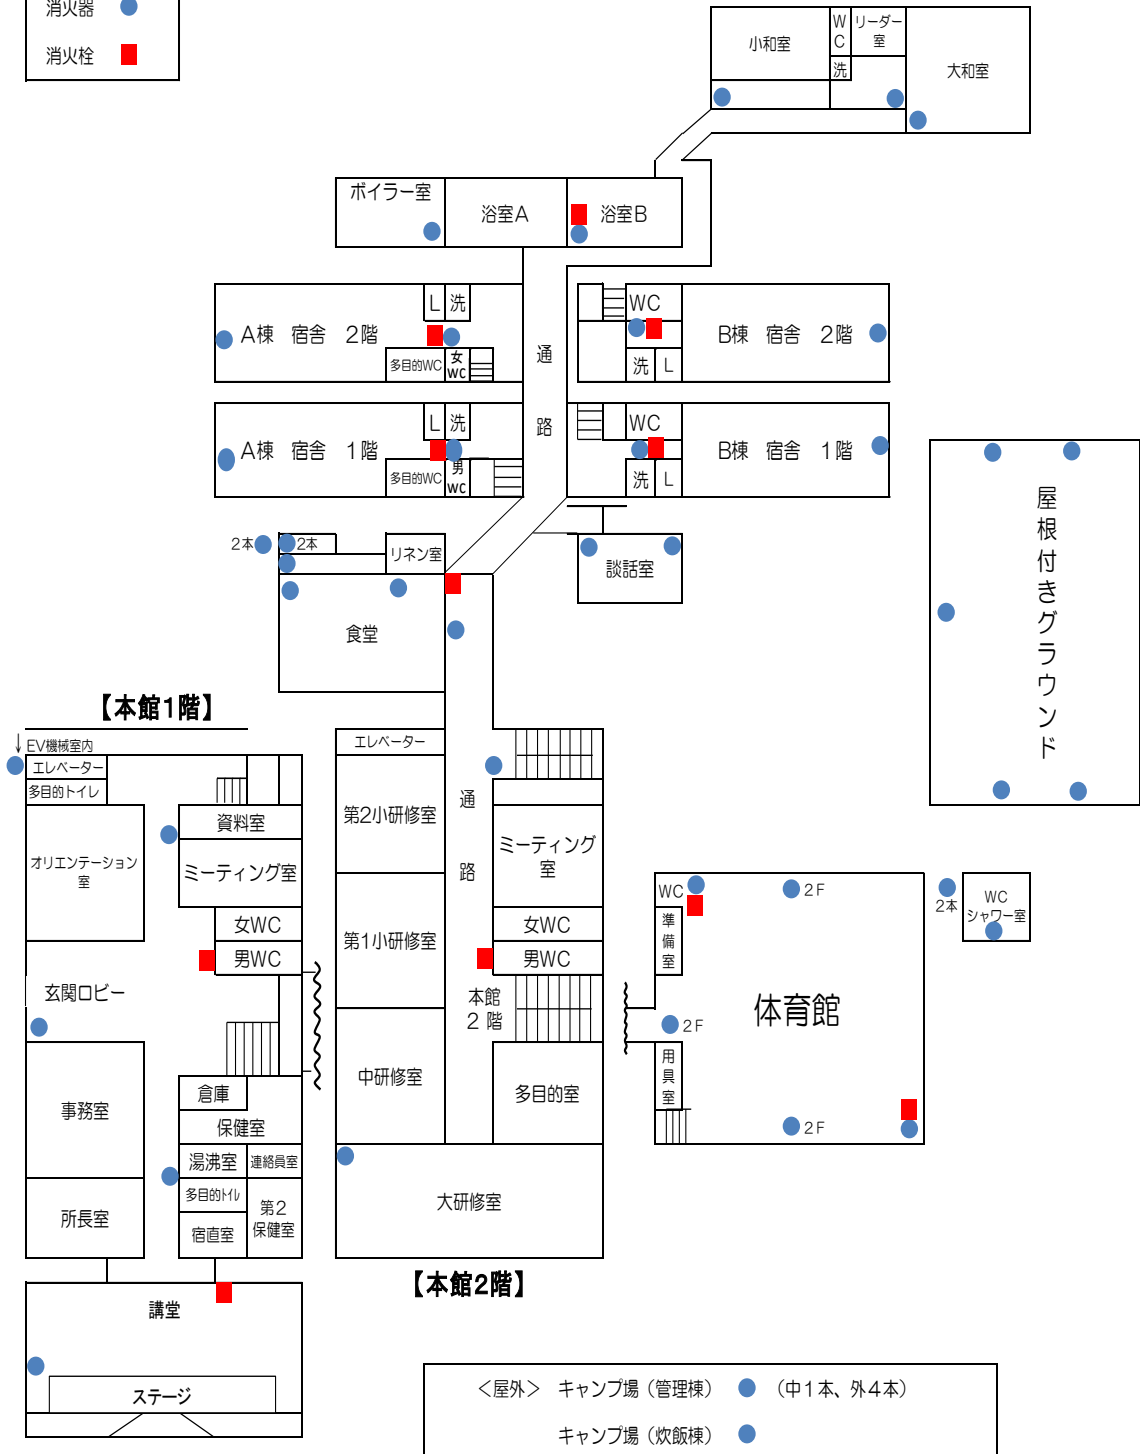 消火器
消火栓
小和室
WC
リーダー
室
洗
大和室
ボイラー室
浴室A
浴室B
L
洗
A棟 宿舎 2階
多目的WC
女
WC
WC
B棟 宿舎 2階
洗
L
通
路
L
洗
A棟 宿舎 1階
多目的WC
男
WC
WC
B棟 宿舎 1階
洗
L
屋根付きグラウンド
2本
2本
リネン室
談話室
食堂
【本館1階】
↓EV機械室内
エレベーター
多目的トイレ
資料室
オリエンテーション
室
ミーティング室
女WC
男WC
玄関ロビー
倉庫
事務室
保健室
湯沸室
連絡員室
多目的トイレ
第2
保健室
所長室
宿直室
講堂
ステージ
エレベーター
第2小研修室
通
路
ミーティング
室
第1小研修室
女WC
男WC
本館
2階
中研修室
多目的室
大研修室
【本館2階】
WC
2F
準備室
2F
体育館
用具室
2F
2本
WC
シャワー室
<屋外> キャンプ場(管理棟) (中1本、外4本)
キャンプ場(炊飯棟)